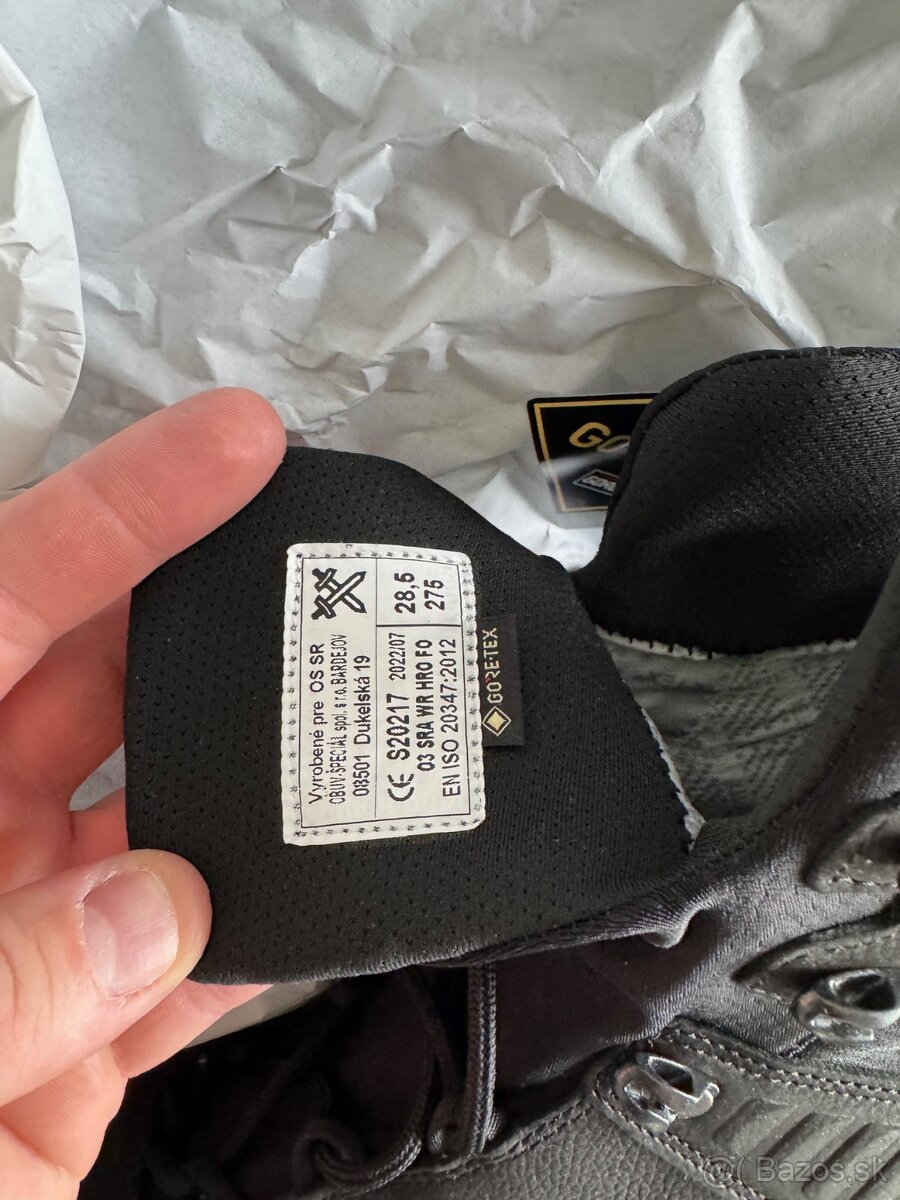 Vyrobené pre OS SR
OBUV-ŠPECIÁL spol. s r.o. BARDEJOV
08501 Dukelská 19
CE S20217 2022/07
28,5
03 SRA WR HRO FO
275
EN ISO 20347:2012
GORE-TEX
Bazos.sk